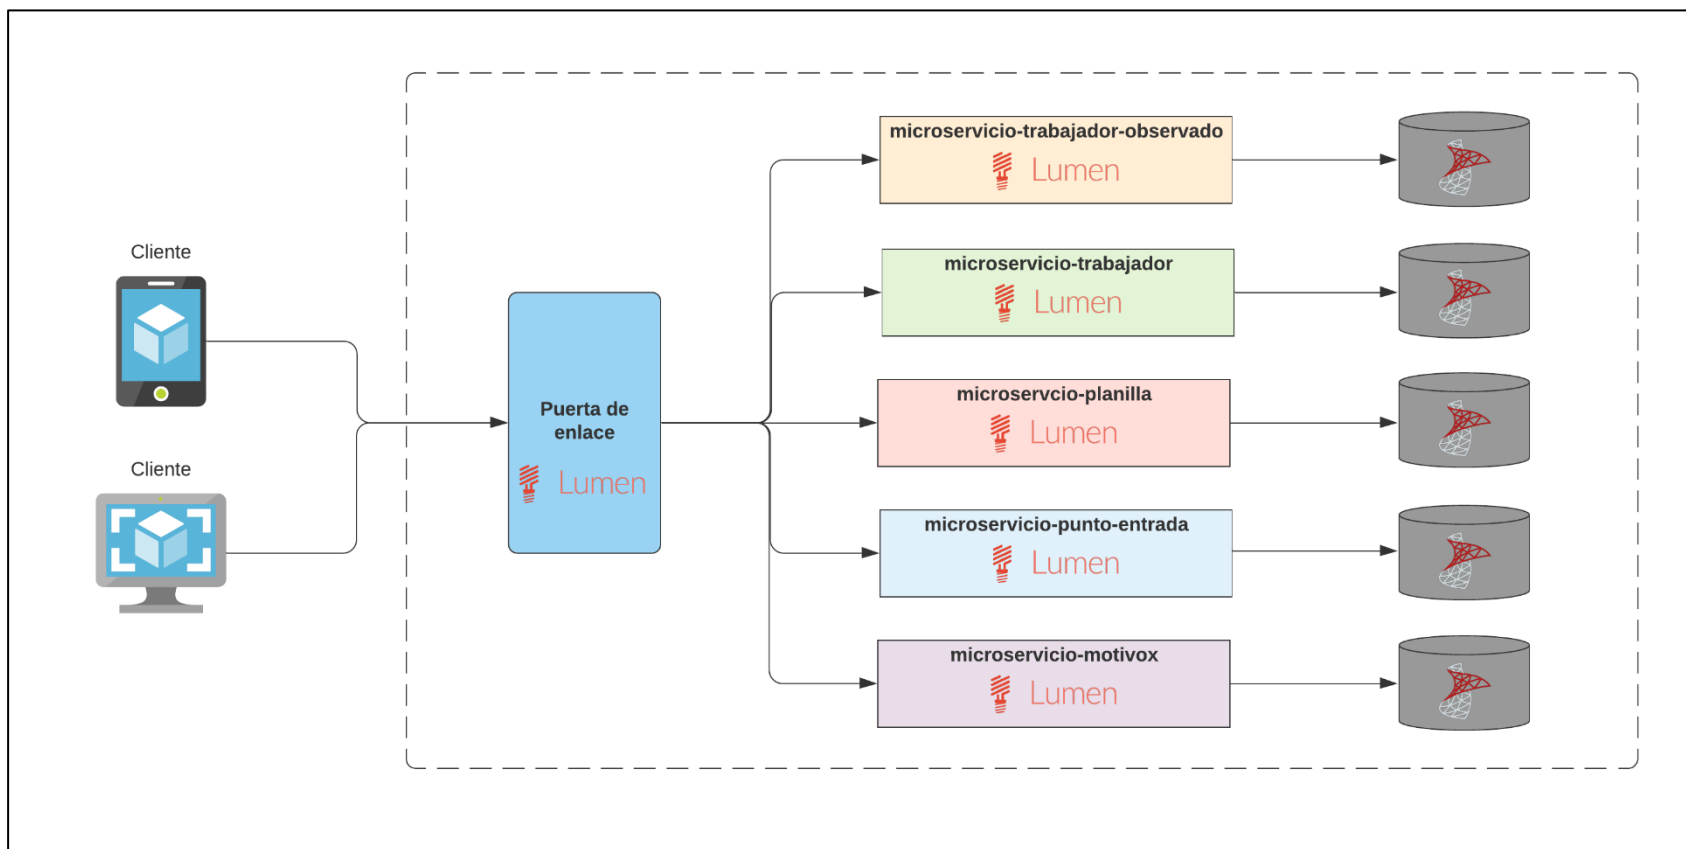 Cliente
Cliente
Puerta de
enlace
Lumen
microservicio-trabajador-observado
Lumen
microservicio-trabajador
Lumen
microservcio-planilla
Lumen
microservicio-punto-entrada
Lumen
microservicio-motivox
Lumen